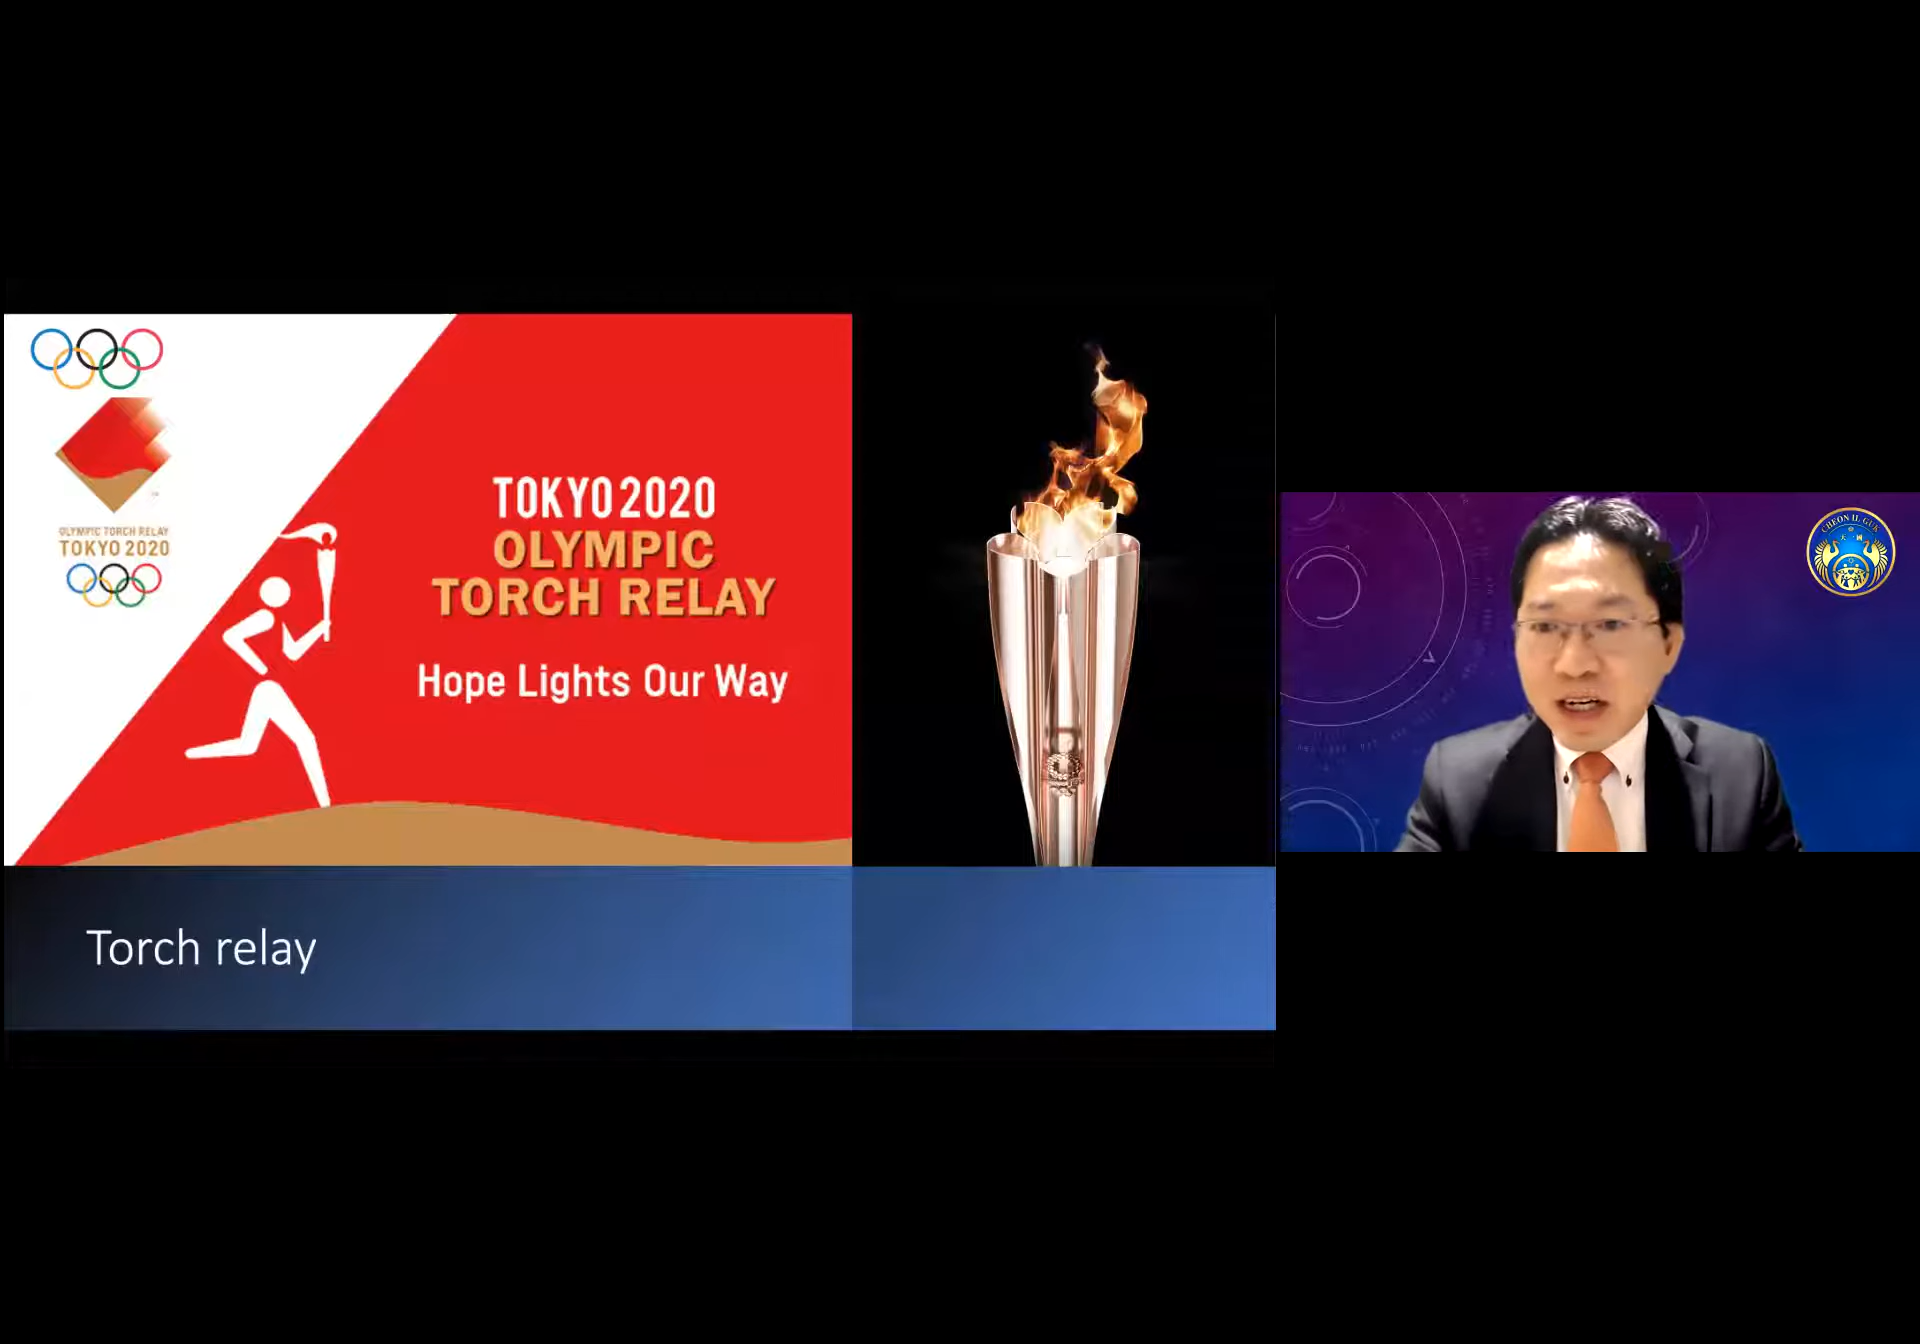 OLYMPIC TORCH RELAY
TOKYO 2020
TOKYO 2020
OLYMPIC
TORCH RELAY
Hope Lights Our Way
Torch relay
CHEON IL GUK